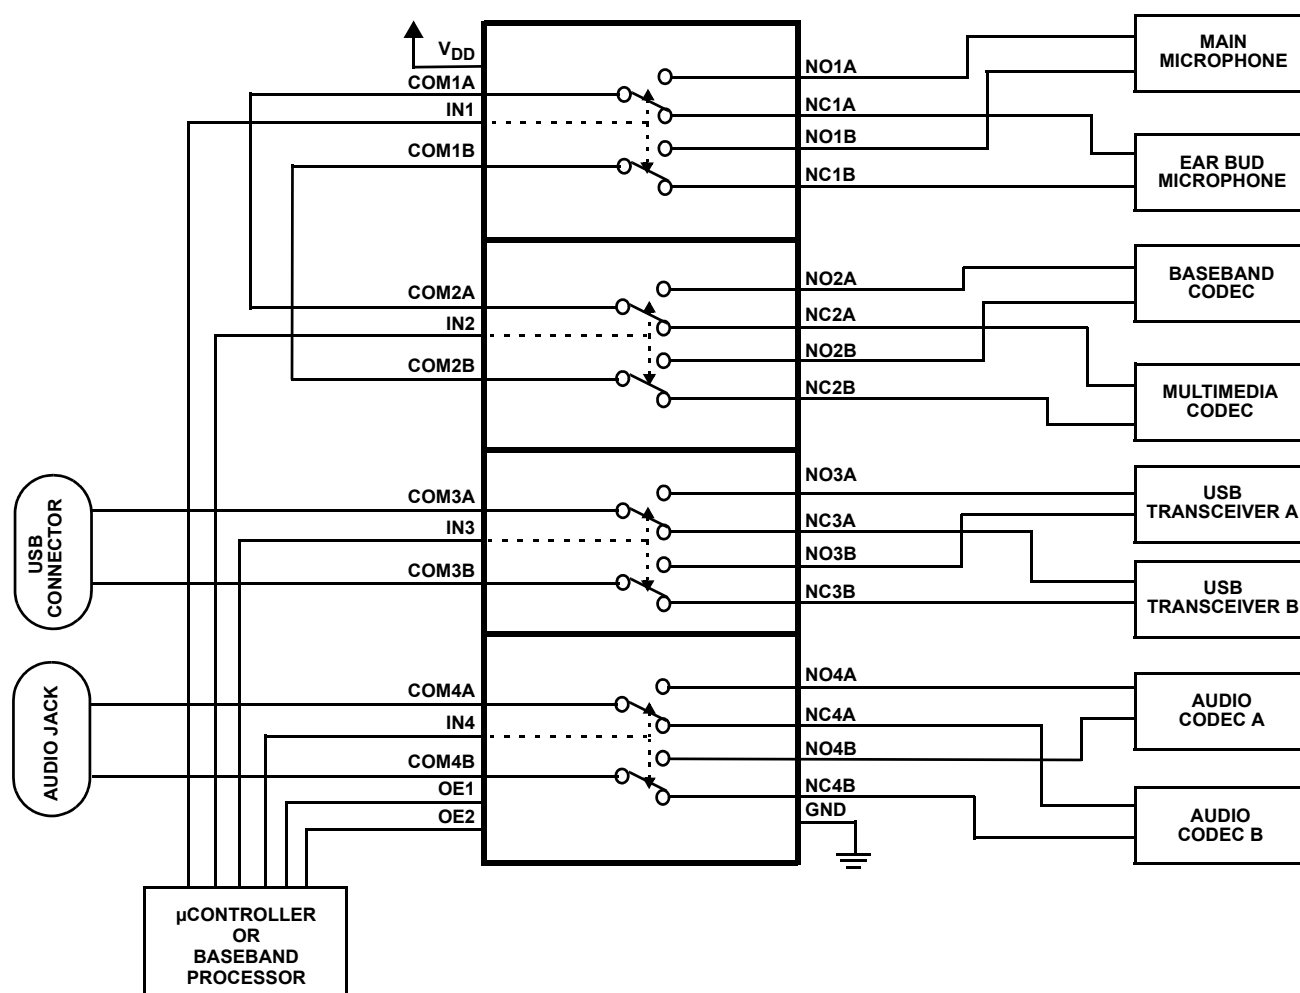 VDD
COM1A
IN1
COM1B
COM2A
IN2
COM2B
COM3A
IN3
COM3B
COM4A
IN4
COM4B
OE1
OE2
NO1A
NC1A
NO1B
NC1B
NO2A
NC2A
NO2B
NC2B
NO3A
NC3A
NO3B
NC3B
NO4A
NC4A
NO4B
NC4B
GND
MAIN
MICROPHONE
EAR BUD
MICROPHONE
BASEBAND
CODEC
MULTIMEDIA
CODEC
USB
TRANSCEIVER A
USB
TRANSCEIVER B
AUDIO
CODEC A
AUDIO
CODEC B
USB
CONNECTOR
AUDIO JACK
µCONTROLLER
OR
BASEBAND
PROCESSOR